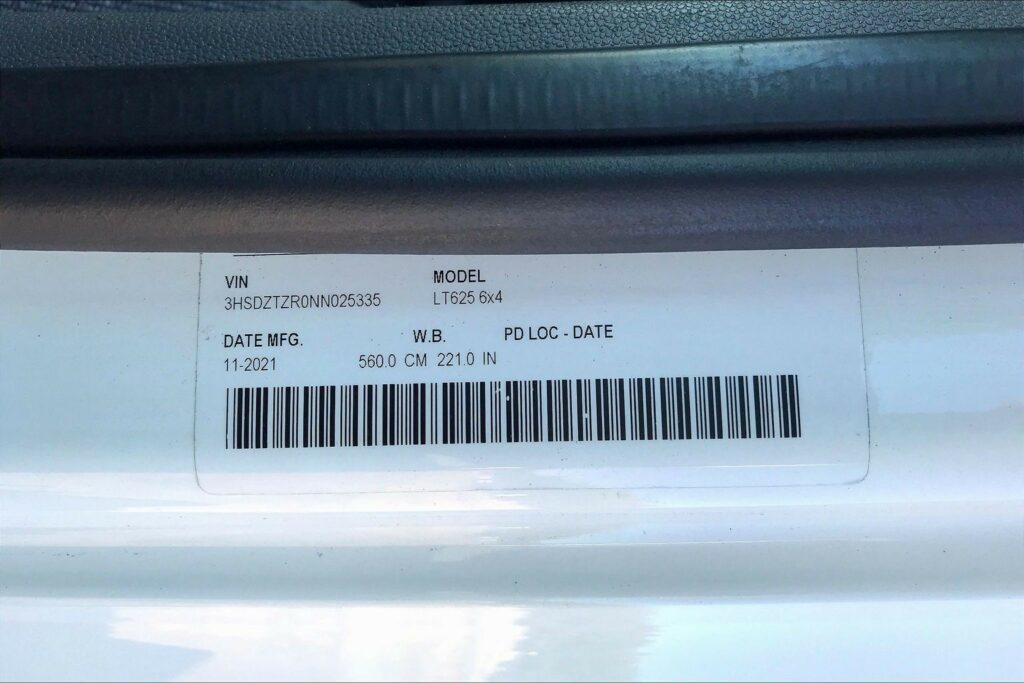 VIN MODEL
3HSDZTZR0NN025335 LT625 6x4
DATE MFG. W.B. PD LOC - DATE
11-2021 560.0 CM 221.0 IN